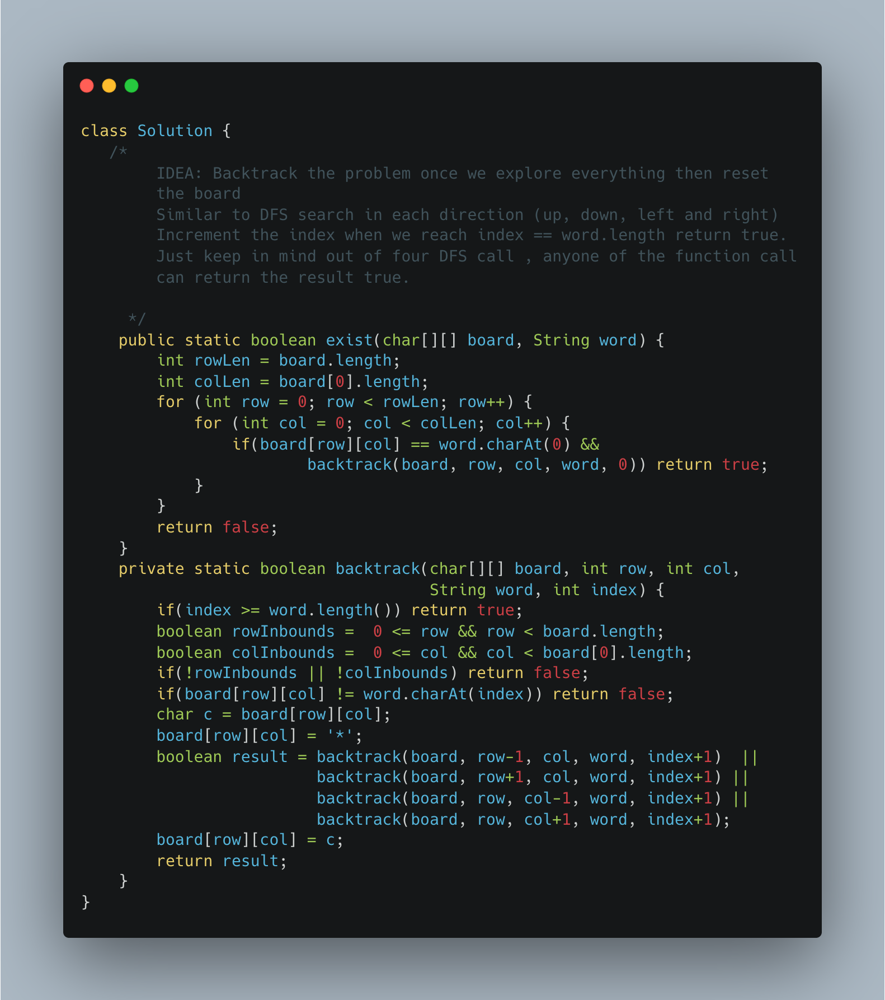 class Solution {
   /*
        IDEA: Backtrack the problem once we explore everything then reset
        the board
        Similar to DFS search in each direction (up, down, left and right)
        Increment the index when we reach index == word.length return true.
        Just keep in mind out of four DFS call , anyone of the function call
        can return the result true.

     */
    public static boolean exist(char[][] board, String word) {
        int rowLen = board.length;
        int colLen = board[0].length;
        for (int row = 0; row < rowLen; row++) {
            for (int col = 0; col < colLen; col++) {
                if(board[row][col] == word.charAt(0) &&
                        backtrack(board, row, col, word, 0)) return true;
            }
        }
        return false;
    }
    private static boolean backtrack(char[][] board, int row, int col,
                                     String word, int index) {
        if(index >= word.length()) return true;
        boolean rowInbounds =  0 <= row && row < board.length;
        boolean colInbounds =  0 <= col && col < board[0].length;
        if(!rowInbounds || !colInbounds) return false;
        if(board[row][col] != word.charAt(index)) return false;
        char c = board[row][col];
        board[row][col] = '*';
        boolean result = backtrack(board, row-1, col, word, index+1)  ||
                         backtrack(board, row+1, col, word, index+1) ||
                         backtrack(board, row, col-1, word, index+1) ||
                         backtrack(board, row, col+1, word, index+1);
        board[row][col] = c;
        return result;
    }
}